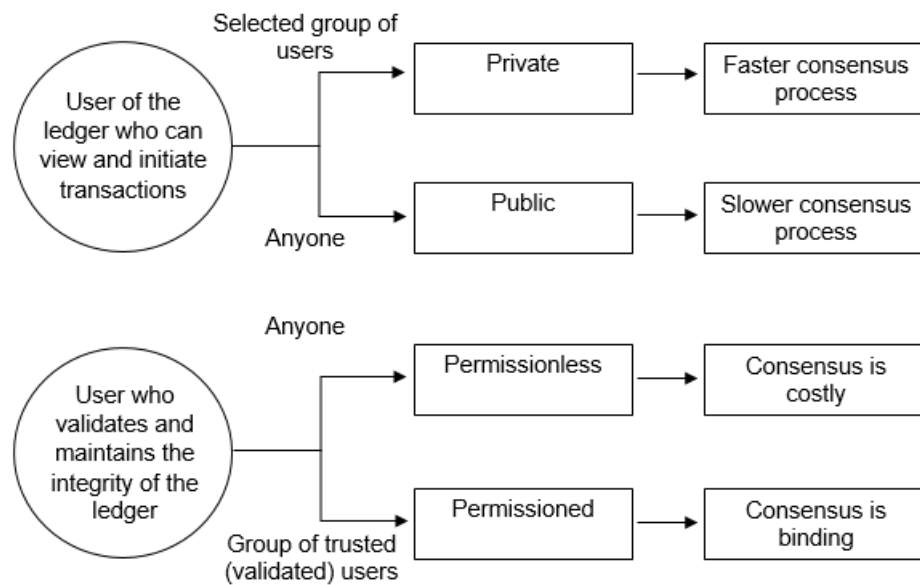 Selected group of
users
Private
Faster consensus
process
User of the
ledger who can
view and initiate
transactions
Public
Slower consensus
process
Anyone
Anyone
Permissionless
Consensus is
costly
User who
validates and
maintains the
integrity of the
ledger
Permissioned
Consensus is
binding
Group of trusted
(validated) users